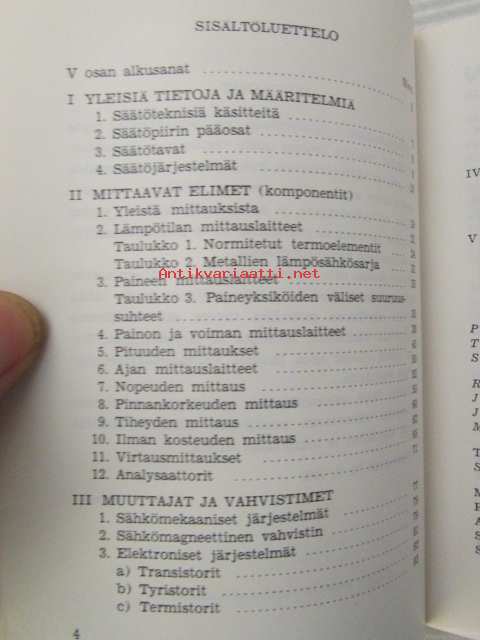 SISÄLTÖLUETTELO
V osan alkusanat
I YLEISIÄ TIETOJA JA MÄÄRITELMIÄ
1. Säätöteknisiä käsitteitä
2. Säätöpiirin pääosat
3. Säätötavat
4. Säätöjärjestelmät
II MITTAAVAT ELIMET (komponentit)
1. Yleistä mittauksista
2. Lämpötilan mittauslaitteet
Taulukko 1. Normitetut termoelementit
Taulukko 2. Metallien lämpösähkösarja
Antikvariaatti.net
3. Paineen mittauslaitteet
Taulukko 3. Paineyksiköiden väliset suurus-
suhteet
4. Painon ja voiman mittauslaitteet
5. Pituuden mittaukset
6. Ajan mittauslaitteet
7. Nopeuden mittaus
8. Pinnankorkeuden mittaus
9. Tiheyden mittaus
10. Ilman kosteuden mittaus
11. Virtausmittaukset
12. Analysaattorit
III MUUTTAJAT JA VAHVISTIMET
1. Sähkömekaaniset järjestelmät
2. Sähkömagneettinen vahvistin
3. Elektroniset järjestelmät
a) Transistorit
b) Tyristorit
c) Termistorit
4
IV
V